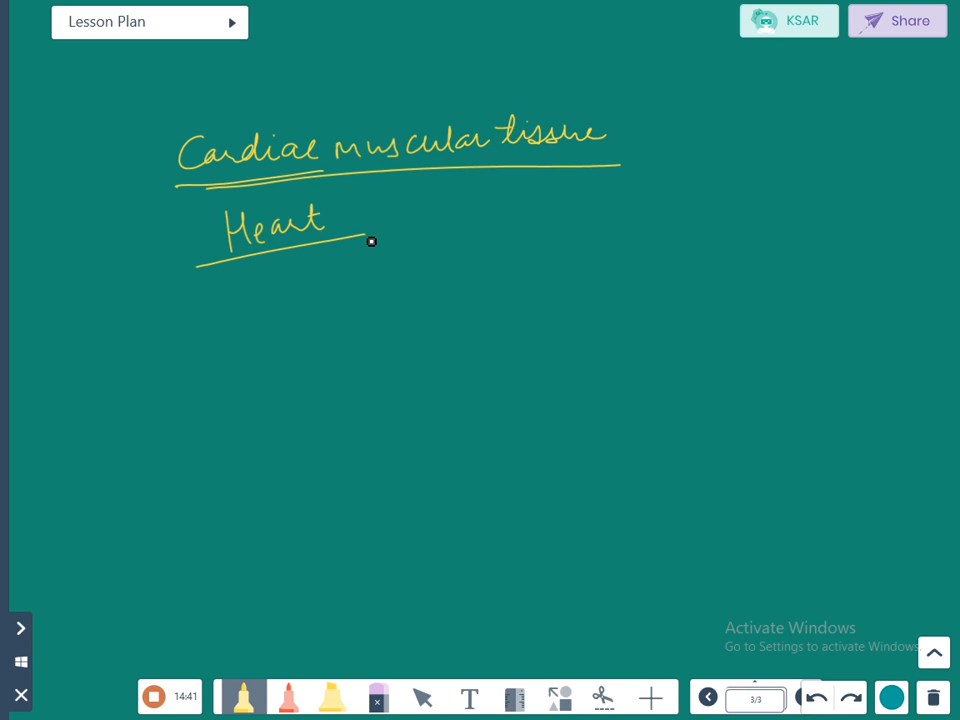 Lesson Plan
KSAR
Share
Cardiac muscular tissue
Heart
Activate Windows
Go to Settings to activate Windows.
14:41
T
3/3